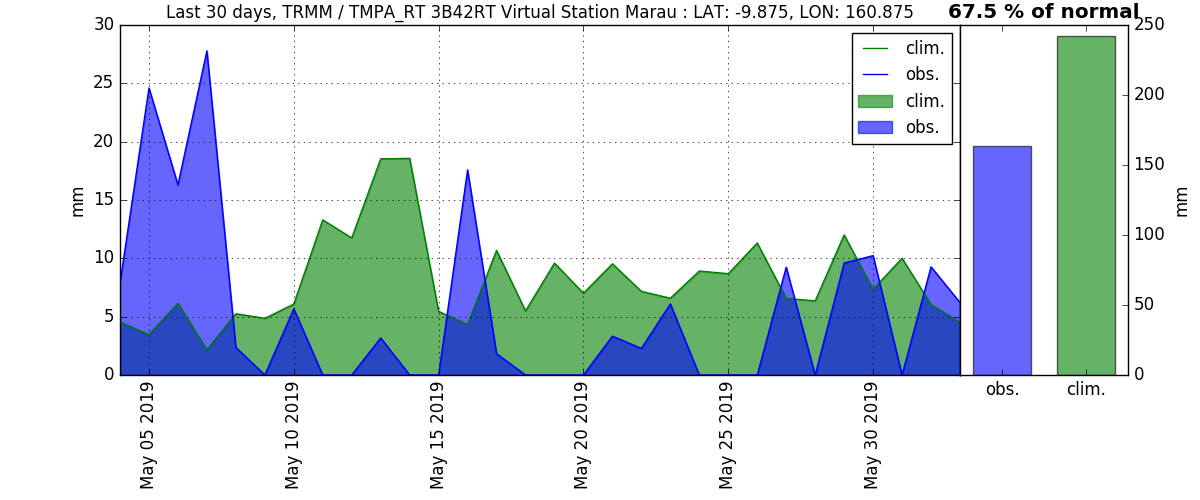 Last 30 days, TRMM / TMPA_RT 3B42RT Virtual Station Marau : LAT: -9.875, LON: 160.875
67.5 % of normal
30
25
20
15
10
5
0
mm
clim.
obs.
clim.
obs.
May 05 2019
May 10 2019
May 15 2019
May 20 2019
May 25 2019
May 30 2019
250
200
150
100
50
0
mm
obs.
clim.